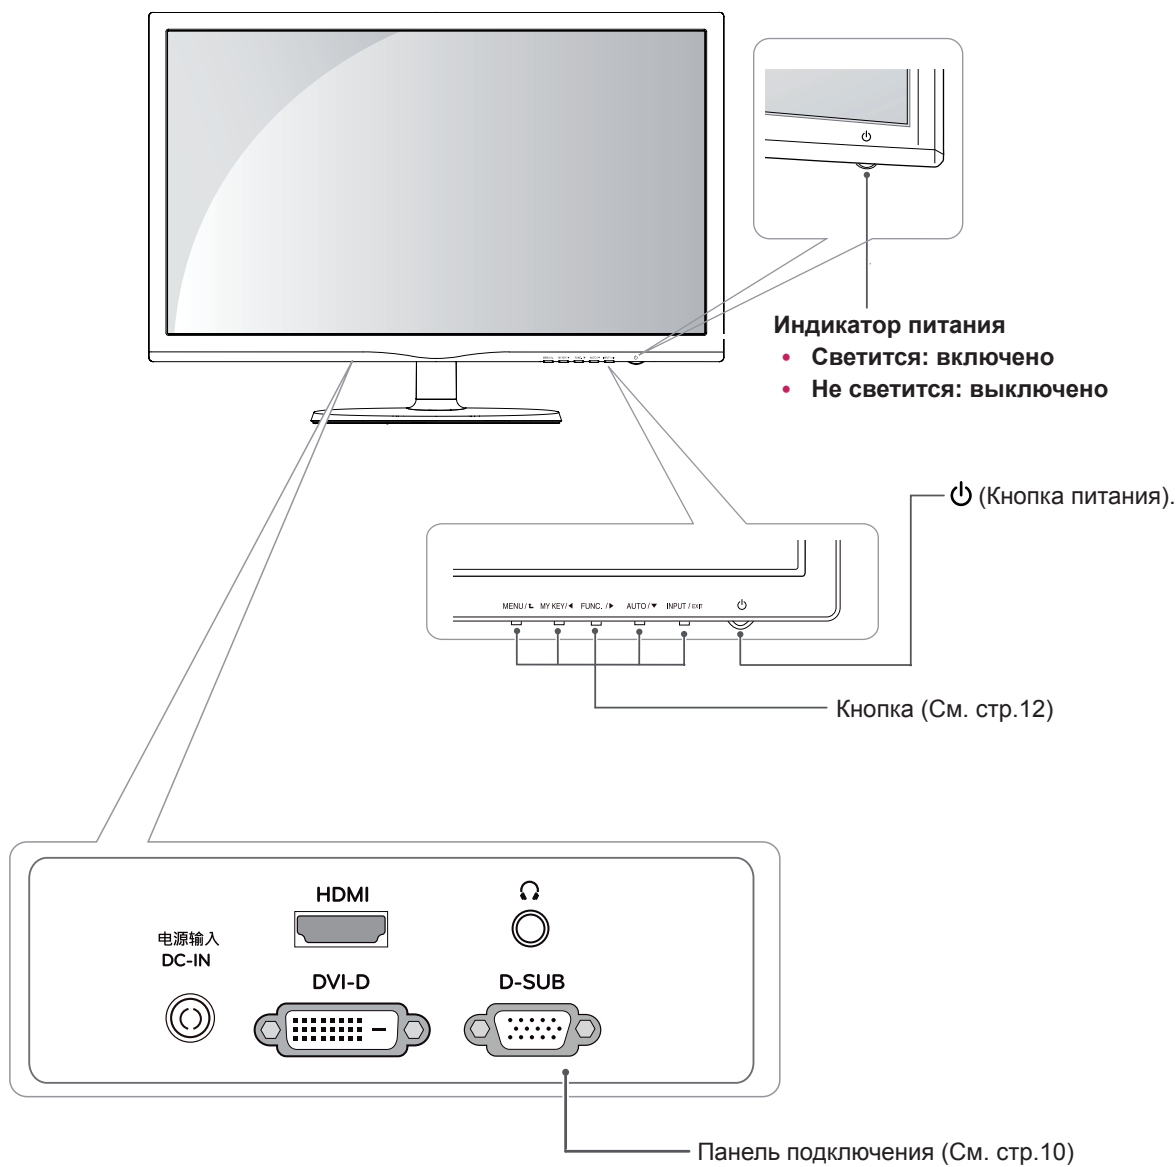 Индикатор питания
• Светится: включено
• Не светится: выключено
(Кнопка питания).
MENU/ MY KEY/◀ FUNC. /▶ AUTO/▼ INPUT / EXIT
Кнопка (См. стр.12)
HDMI
电源输入
DC-IN
DVI-D
D-SUB
Панель подключения (См. стр.10)